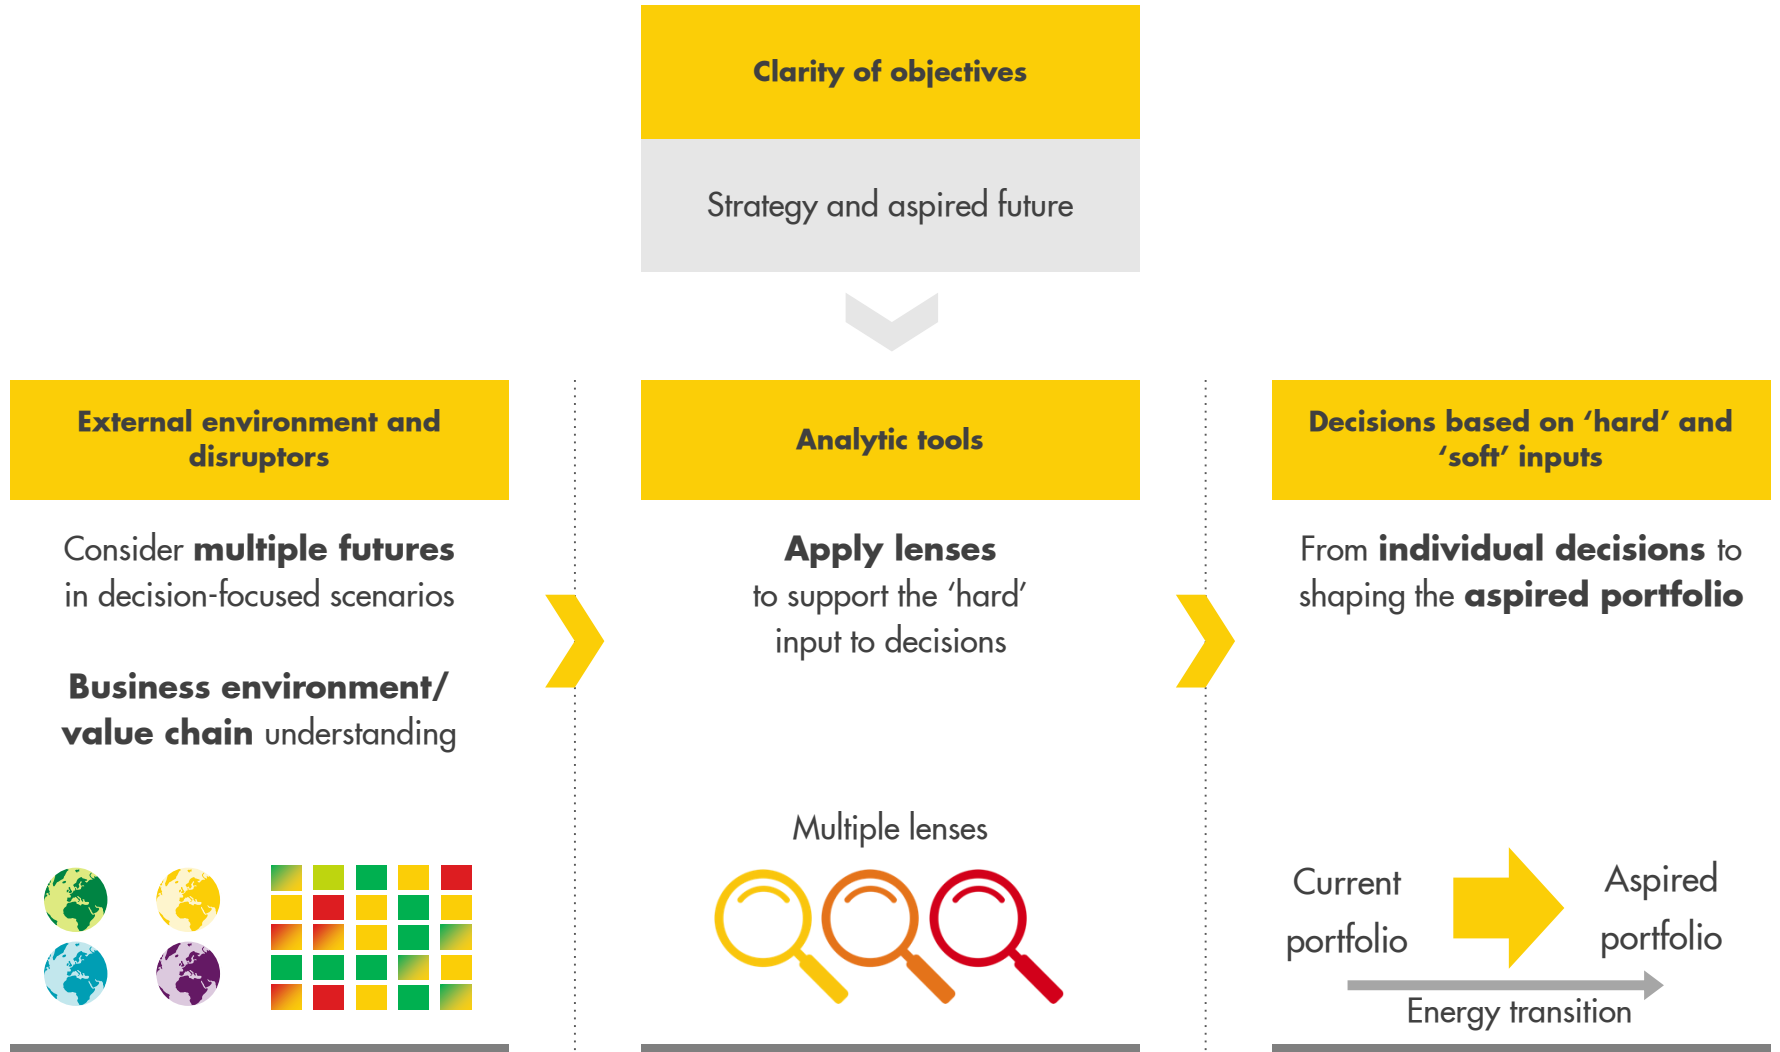 Clarity of objectives
Strategy and aspired future
External environment and
disruptors
Consider multiple futures
in decision-focused scenarios
Business environment/
value chain understanding
Analytic tools
Apply lenses
to support the ‘hard’
input to decisions
Multiple lenses
Decisions based on ‘hard’ and
‘soft’ inputs
From individual decisions to
shaping the aspired portfolio
Current
portfolio
Aspired
portfolio
Energy transition